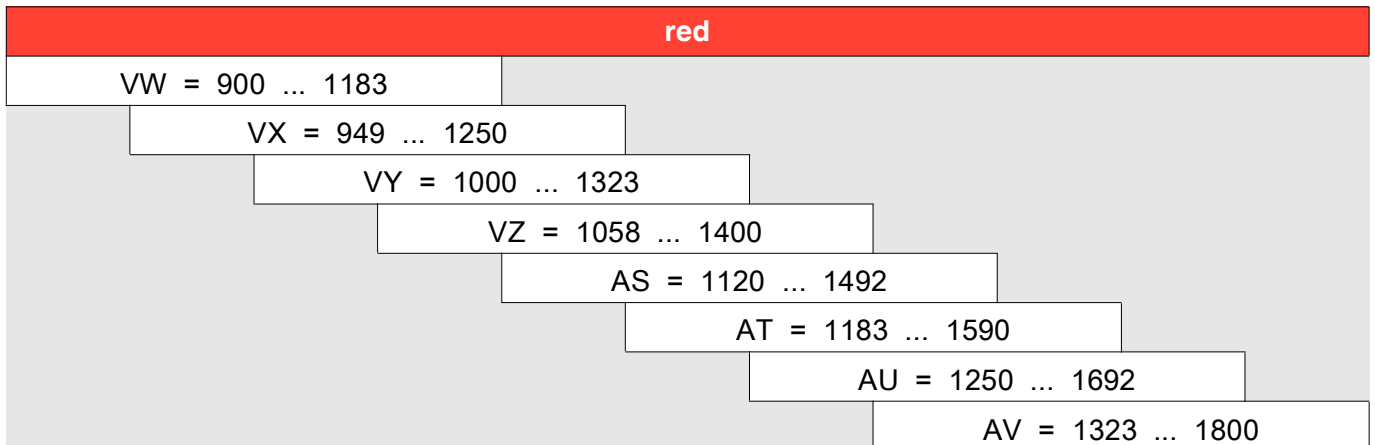 red
VW = 900 ... 1183
VX = 949 ... 1250
VY = 1000 ... 1323
VZ = 1058 ... 1400
AS = 1120 ... 1492
AT = 1183 ... 1590
AU = 1250 ... 1692
AV = 1323 ... 1800